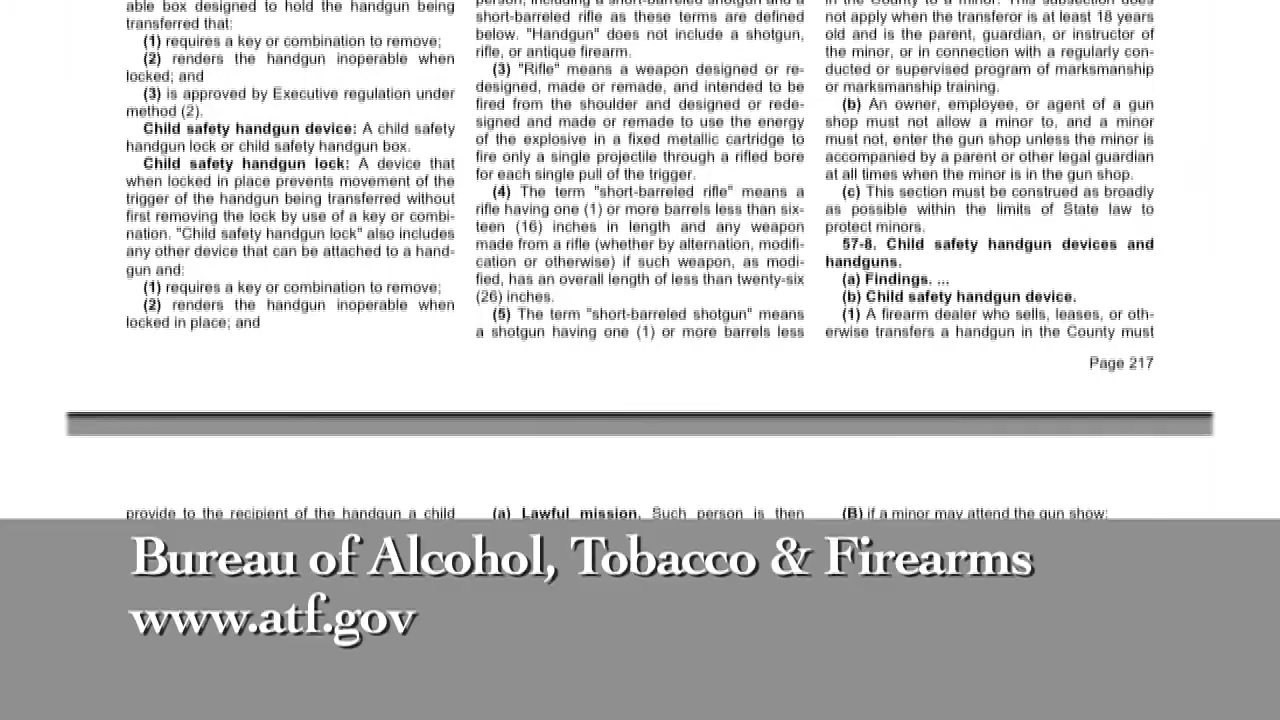 able box designed to hold the handgun being
transferred that:
(1) requires a key or combination to remove;
(2) renders the handgun inoperable when
locked; and
(3) is approved by Executive regulation under
method (2).
Child safety handgun device: A child safety
handgun lock or child safety handgun box.
Child safety handgun lock: A device that
when locked in place prevents movement of the
trigger of the handgun being transferred without
first removing the lock by use of a key or combi-
nation. "Child safety handgun lock" also includes
any other device that can be attached to a hand-
gun and:
(1) requires a key or combination to remove;
(2) renders the handgun inoperable when
locked in place; and
person, including a short-barreled shotgun and a
short-barreled rifle as these terms are defined
below. "Handgun" does not include a shotgun,
rifle, or antique firearm.
(3) "Rifle" means a weapon designed or re-
designed, made or remade, and intended to be
fired from the shoulder and designed or rede-
signed and made or remade to use the energy
of the explosive in a fixed metallic cartridge to
fire only a single projectile through a rifled bore
for each single pull of the trigger.
(4) The term "short-barreled rifle" means a
rifle having one (1) or more barrels less than six-
teen (16) inches in length and any weapon
made from a rifle (whether by alternation, modifi-
cation or otherwise) if such weapon, as modi-
fied, has an overall length of less than twenty-six
(26) inches.
(5) The term "short-barreled shotgun" means
a shotgun having one (1) or more barrels less
in the County to a minor. This subsection does
not apply when the transferor is at least 18 years
old and is the parent, guardian, or instructor of
the minor, or in connection with a regularly con-
ducted or supervised program of marksmanship
or marksmanship training.
(b) An owner, employee, or agent of a gun
shop must not allow a minor to, and a minor
must not, enter the gun shop unless the minor is
accompanied by a parent or other legal guardian
at all times when the minor is in the gun shop.
(c) This section must be construed as broadly
as possible within the limits of State law to
protect minors.
57-8. Child safety handgun devices and
handguns.
(a) Findings. ...
(b) Child safety handgun device.
(1) A firearm dealer who sells, leases, or oth-
erwise transfers a handgun in the County must
Page 217
provide to the recipient of the handgun a child
(a) Lawful mission. Such person is then
(B) if a minor may attend the gun show;
Bureau of Alcohol, Tobacco & Firearms
www.atf.gov